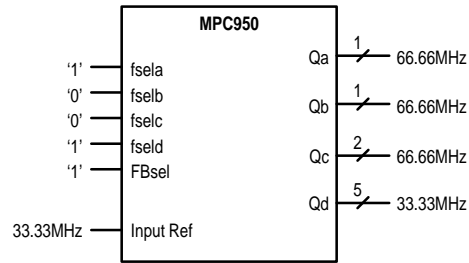 MPC950
'1' fsela Qa 1 66.66MHz
'0' fselb Qb 1 66.66MHz
'0' fselc Qc 2 66.66MHz
'1' fseld
'1' FBsel Qd 5 33.33MHz
33.33MHz Input Ref